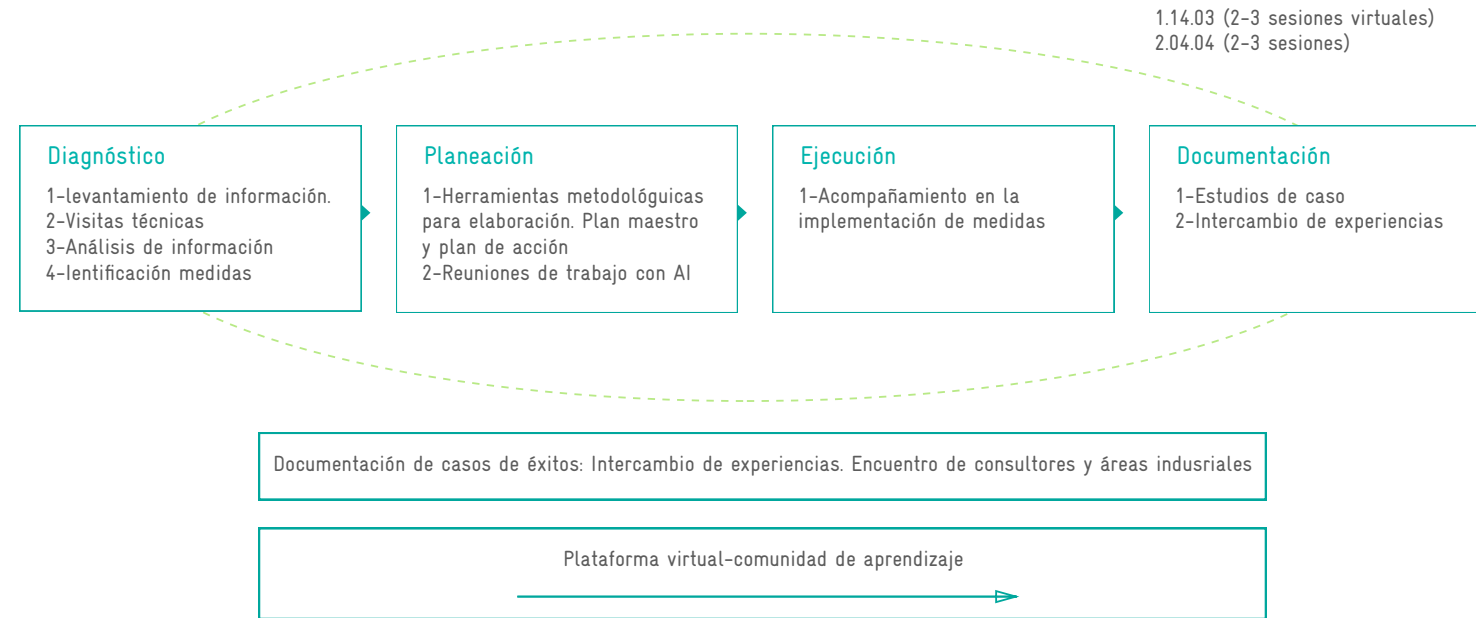 1.14.03 (2-3 sesiones virtuales)
2.04.04 (2-3 sesiones)
Diagnóstico
1-levantamiento de información.
2-Visitas técnicas
3-Análisis de información
4-Ientificación medidas
Planeación
1-Herramientas metodológuicas
para elaboración. Plan maestro
y plan de acción
2-Reuniones de trabajo con AI
Ejecución
1-Acompañamiento en la
implementación de medidas
Documentación
1-Estudios de caso
2-Intercambio de experiencias
Documentación de casos de éxitos: Intercambio de experiencias. Encuentro de consultores y áreas indusriales
Plataforma virtual-comunidad de aprendizaje